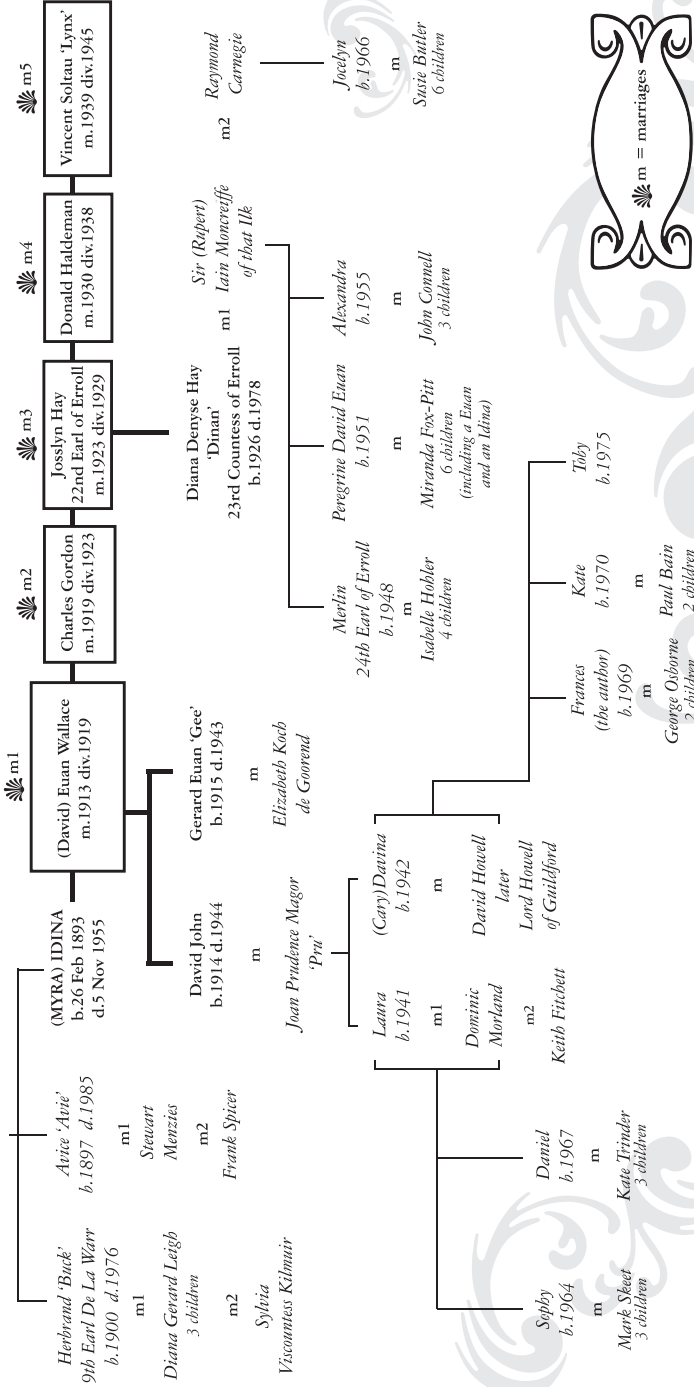 Herbrand ‘Buck’
9th Earl De La Warr
b.1900 d.1976
m1
Diana Gerard Leigh
3 children
m2
Sylvia
Viscountess Kilmuir
Avice ‘Avie’
b.1897 d.1985
m1
Stewart
Menzies
m2
Frank Spicer
(MYRA) IDINA
b.26 Feb 1893
d.5 Nov 1955
m1
(David) Euan Wallace
m.1913 div.1919
m2
Charles Gordon
m.1919 div.1923
m3
Josslyn Hay
22nd Earl of Erroll
m.1923 div.1929
m4
Donald Haldeman
m.1930 div.1938
m5
Vincent Soltau ‘Lynx’
m.1939 div.1945
David John
b.1914 d.1944
m
Joan Prudence Magor
‘Pru’
Gerard Euan ‘Gee’
b.1915 d.1943
m
Elizabeth Koch
de Goorend
Diana Denyse Hay
‘Dinan’
23rd Countess of Erroll
b.1926 d.1978
m1
Sir (Rupert)
Iain Moncreiffe
of that Ilk
m2
Raymond
Carnegie
Merlin
24th Earl of Erroll
b.1948
m
Isabelle Hohler
4 children
Peregrine David Euan
b.1951
m
Miranda Fox-Pitt
6 children
(including a Euan
and an Idina)
Alexandra
b.1955
m
John Connell
3 children
Jocelyn
b.1966
m
Susie Butler
6 children
Laura
b.1941
m1
Dominic
Morland
m2
Keith Fitchett
(Cary)Davina
b.1942
m
David Howell
later
Lord Howell
of Guildford
Sophy
b.1964
m
Mark Skeet
3 children
Daniel
b.1967
m
Kate Trinder
3 children
Frances
(the author)
b.1969
m
George Osborne
2 children
Kate
b.1970
m
Paul Bain
2 children
Toby
b.1975
m = marriages